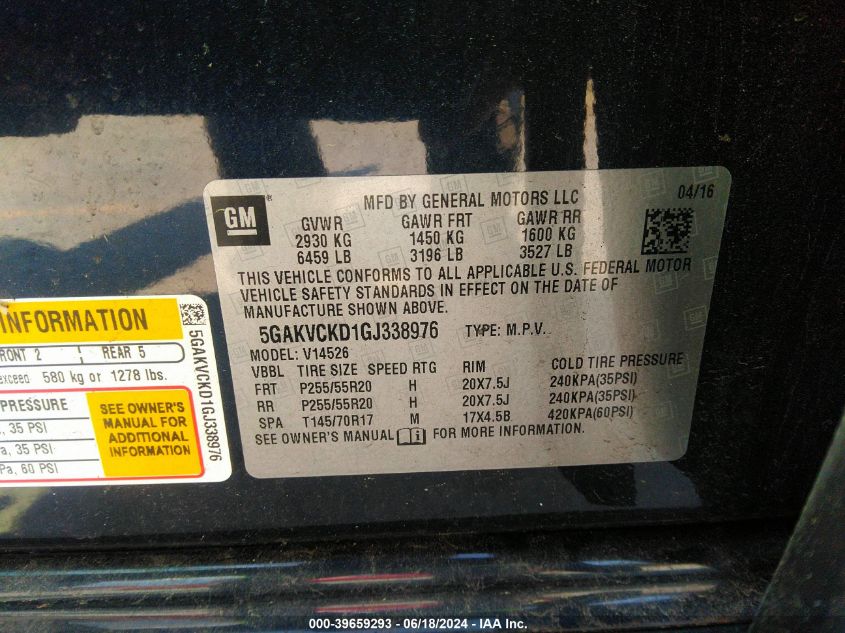 GM
MFD BY GENERAL MOTORS LLC
04/16
GVWR GAWR FRT GAWR RR
2930 KG 1450 KG 1600 KG
6459 LB 3196 LB 3527 LB
THIS VEHICLE CONFORMS TO ALL APPLICABLE U.S. FEDERAL MOTOR
VEHICLE SAFETY STANDARDS IN EFFECT ON THE DATE OF
MANUFACTURE SHOWN ABOVE.
5GAKVCKD1GJ338976 TYPE: M.P.V.
MODEL: V14526
VBBL TIRE SIZE SPEED RTG RIM COLD TIRE PRESSURE
FRT P255/55R20 H 20X7.5J 240KPA(35PSI)
RR P255/55R20 H 20X7.5J 240KPA(35PSI)
SPA T145/70R17 M 17X4.5B 420KPA(60PSI)
SEE OWNER'S MANUAL i FOR MORE INFORMATION.
INFORMATION
FRONT 2 REAR 5
exceed 580 kg or 1278 lbs.
PRESSURE
, 35 PSI
a, 35 PSI
Pa, 60 PSI
SEE OWNER'S
MANUAL FOR
ADDITIONAL
INFORMATION
5GAKVCKD1GJ338976
000-39659293 - 06/18/2024 - IAA Inc.